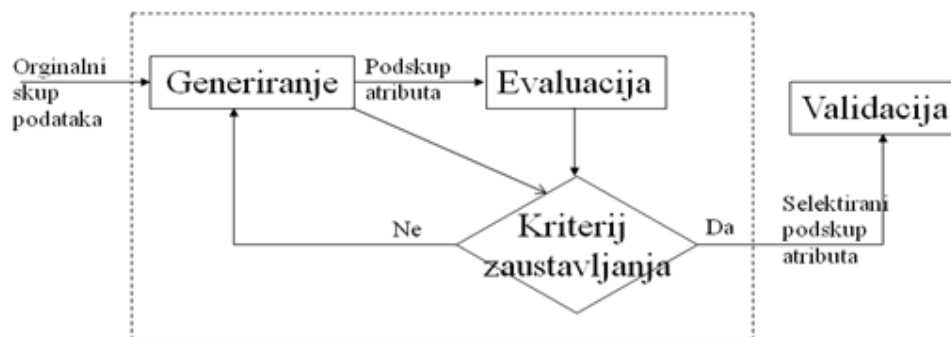 Orginalni
skup
podataka
Generiranje
Podskup
atributa
Evaluacija
Validacija
Ne
Kriterij
zaustavljanja
Da
Selektirani
podskup
atributa